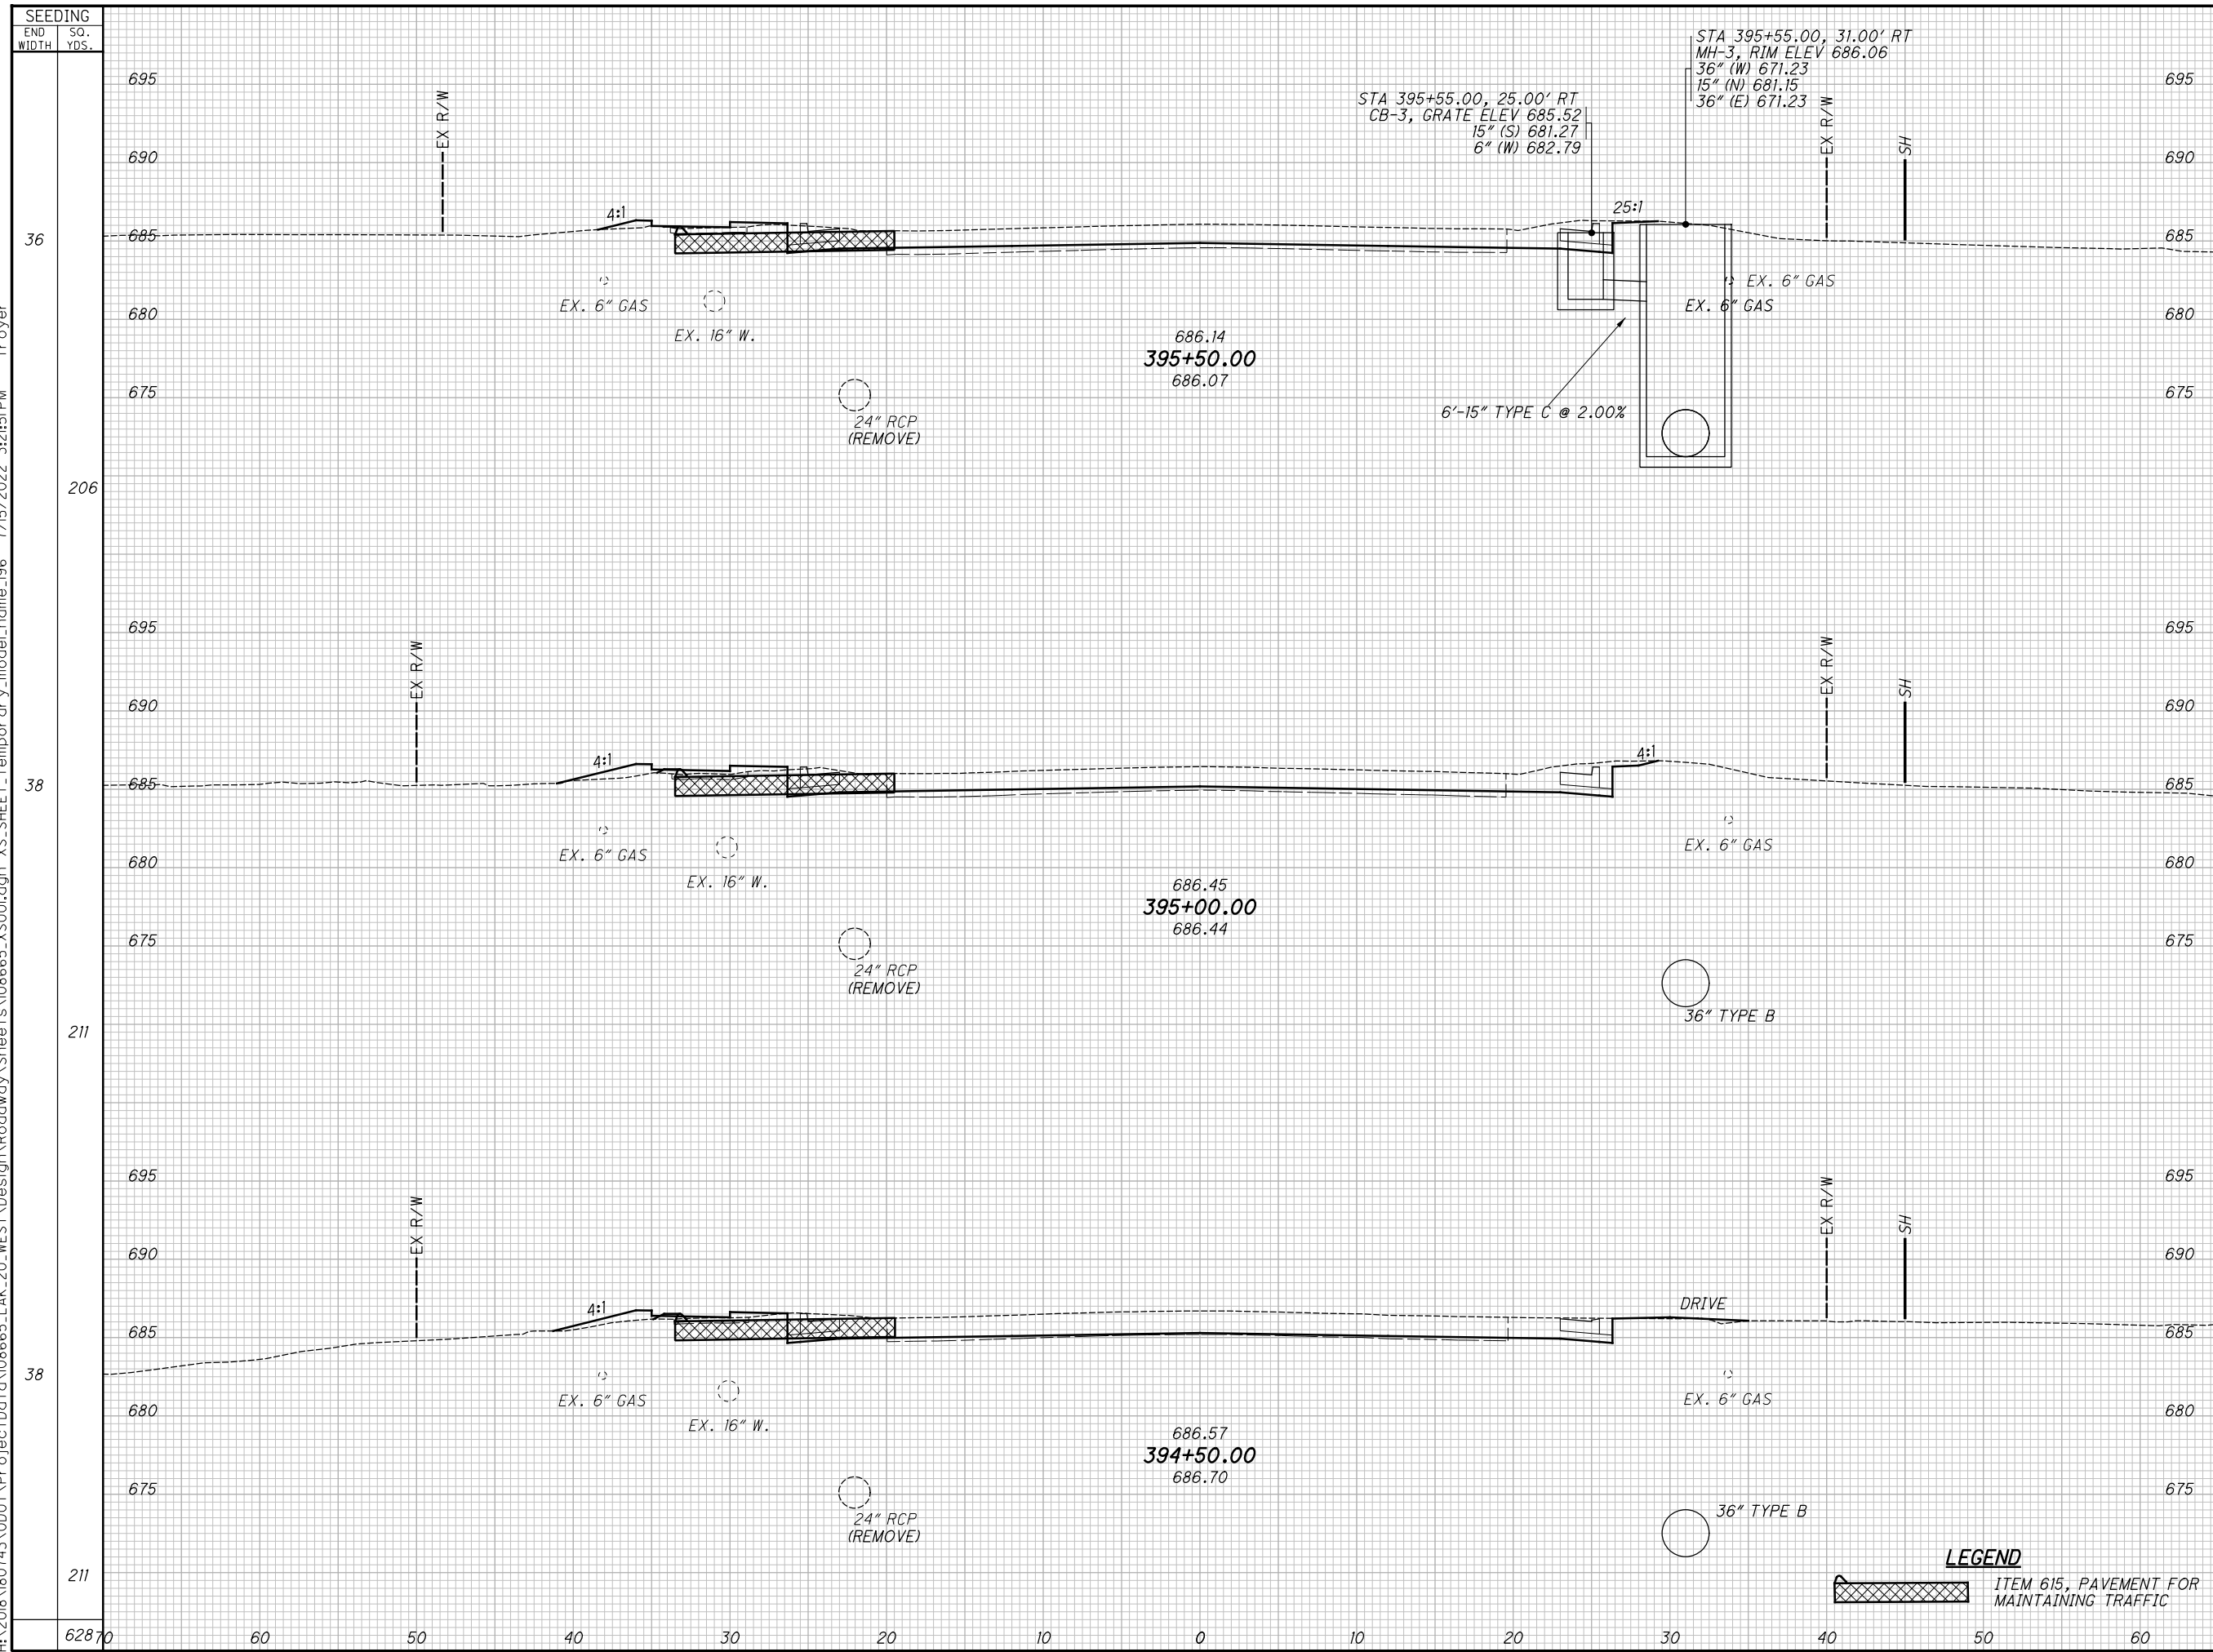 SEEDING
END WIDTH
SQ. YDS.
STA 395+55.00, 31.00' RT
MH-3, RIM ELEV 686.06
36" (W) 671.23
15" (N) 681.15
36" (E) 671.23
STA 395+55.00, 25.00' RT
CB-3, GRATE ELEV 685.52
15" (S) 681.27
6" (W) 682.79
695
695
EX R/W
EX R/W
SH
690
690
4:1
25:1
36
685
685
EX. 6" GAS
EX. 16" W.
EX. 6" GAS
EX. 6" GAS
680
680
686.14
395+50.00
686.07
675
675
24" RCP
(REMOVE)
6'-15" TYPE C @ 2.00%
206
695
695
EX R/W
EX R/W
SH
690
690
4:1
4:1
38
685
685
EX. 6" GAS
EX. 16" W.
EX. 6" GAS
680
680
686.45
395+00.00
686.44
675
675
24" RCP
(REMOVE)
36" TYPE B
211
695
695
EX R/W
EX R/W
SH
690
690
4:1
DRIVE
685
685
38
EX. 6" GAS
EX. 16" W.
EX. 6" GAS
680
680
686.57
394+50.00
686.70
675
675
24" RCP
(REMOVE)
36" TYPE B
211
LEGEND
ITEM 615, PAVEMENT FOR
MAINTAINING TRAFFIC
628
70 60 50 40 30 20 10 0 10 20 30 40 50 60